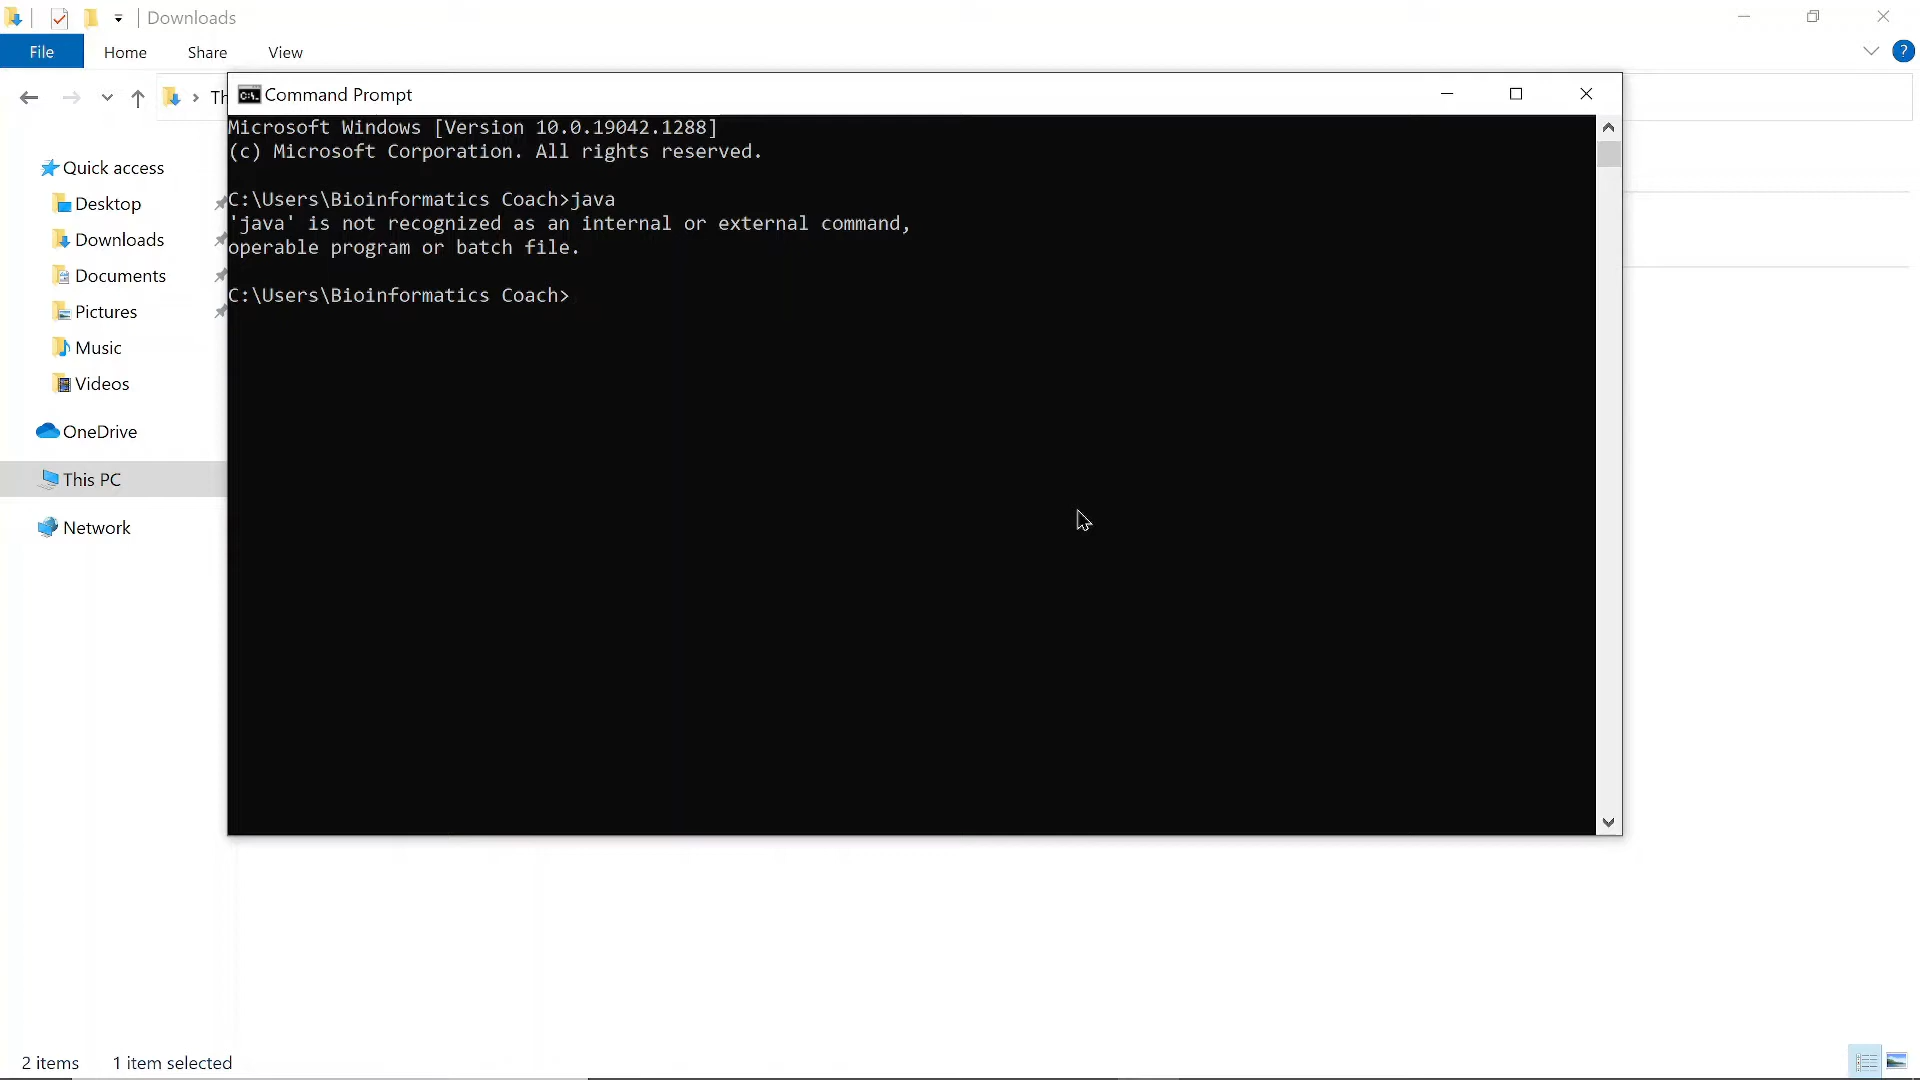 Downloads
File
Home
Share
View
Th
Command Prompt
Microsoft Windows [Version 10.0.19042.1288]
(c) Microsoft Corporation. All rights reserved.
C:\Users\Bioinformatics Coach>java
'java' is not recognized as an internal or external command,
operable program or batch file.
C:\Users\Bioinformatics Coach>
Quick access
Desktop
Downloads
Documents
Pictures
Music
Videos
OneDrive
This PC
Network
2 items
1 item selected